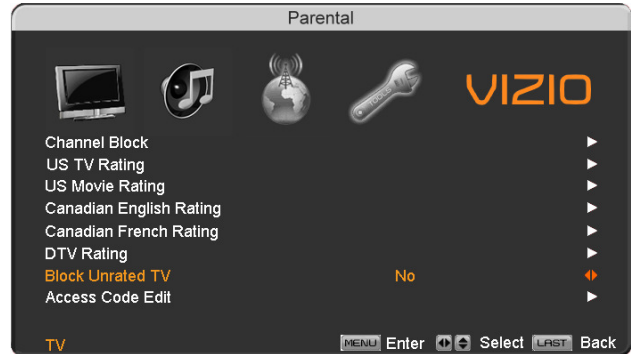 Parental
TOOLS
VIZIO
Channel Block
US TV Rating
US Movie Rating
Canadian English Rating
Canadian French Rating
DTV Rating
Block Unrated TV No
Access Code Edit
TV MENU Enter Select LAST Back